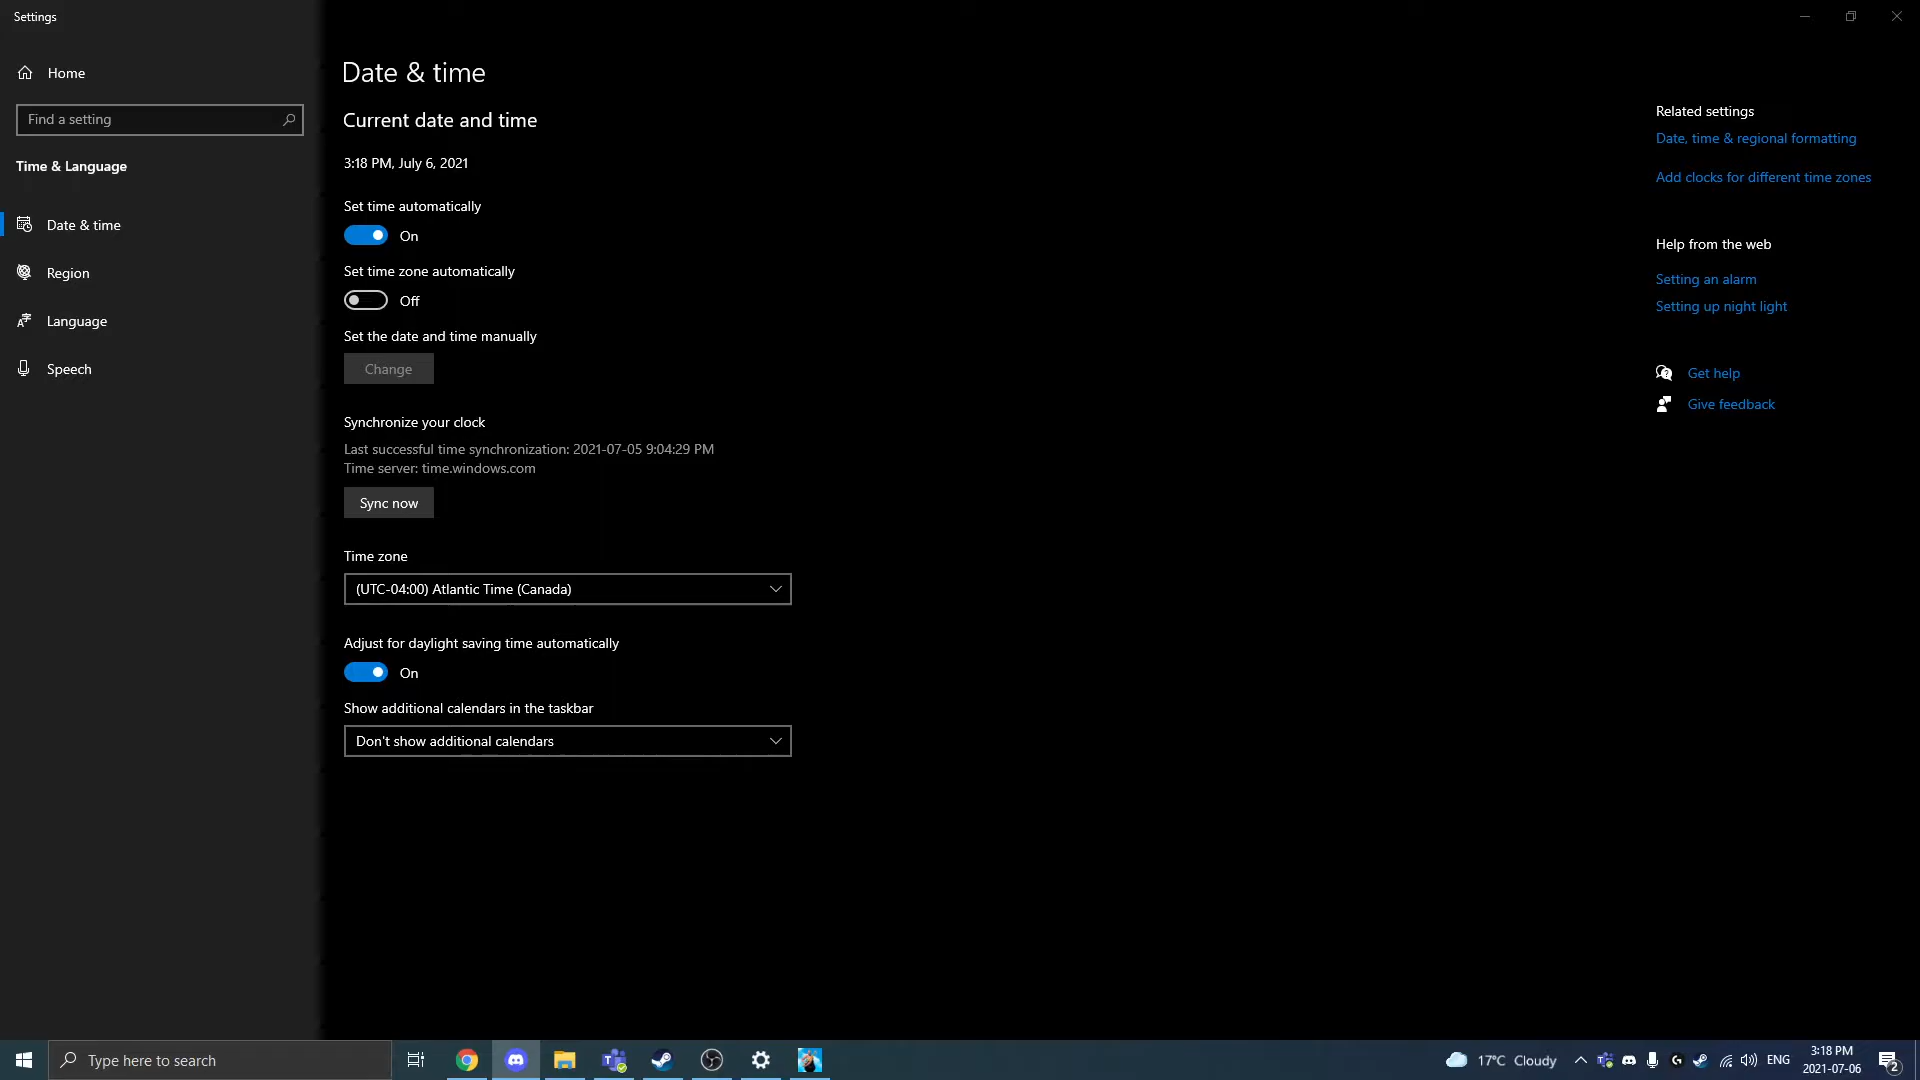 Settings
Home
Find a setting
Time & Language
Date & time
Region
Language
Speech
Date & time
Current date and time
3:18 PM, July 6, 2021
Set time automatically
On
Set time zone automatically
Off
Set the date and time manually
Change
Synchronize your clock
Last successful time synchronization: 2021-07-05 9:04:29 PM
Time server: time.windows.com
Sync now
Time zone
(UTC-04:00) Atlantic Time (Canada)
Adjust for daylight saving time automatically
On
Show additional calendars in the taskbar
Don't show additional calendars
Related settings
Date, time & regional formatting
Add clocks for different time zones
Help from the web
Setting an alarm
Setting up night light
Get help
Give feedback
Type here to search
17°C Cloudy
ENG
3:18 PM
2021-07-06
2